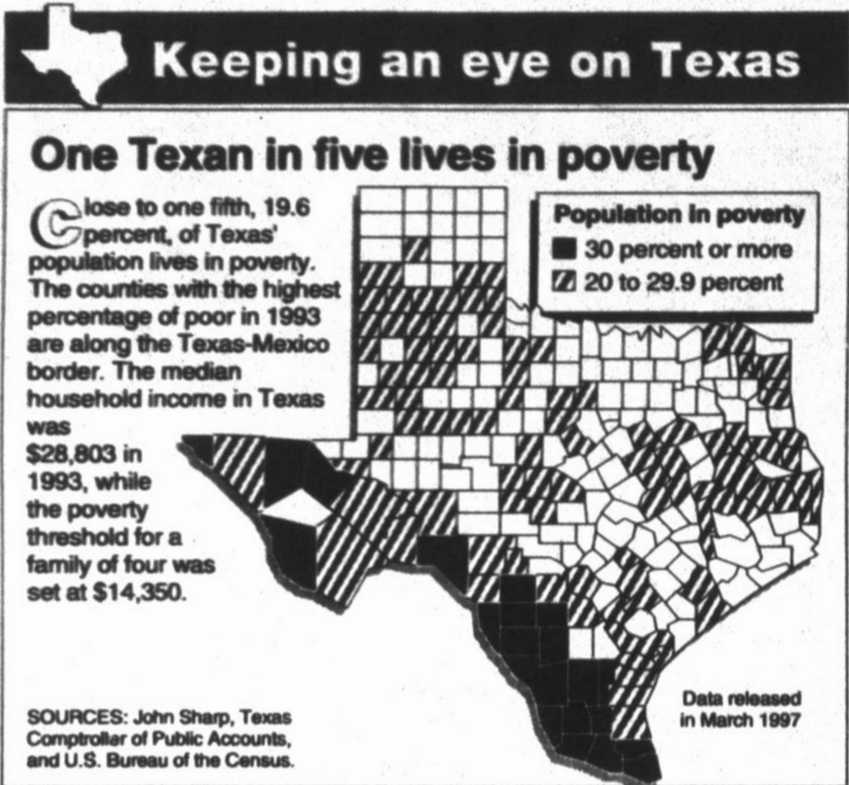 Keeping an eye on Texas
One Texan in five lives in poverty
Close to one fifth, 19.6
percent, of Texas'
population lives in poverty.
The counties with the highest
percentage of poor in 1993
are along the Texas-Mexico
border. The median
household income in Texas
was
$28,803 in
1993, while
the poverty
threshold for a
family of four was
set at $14,350.
Population in poverty
30 percent or more
20 to 29.9 percent
Data released
in March 1997
SOURCES: John Sharp, Texas
Comptroller of Public Accounts,
and U.S. Bureau of the Census.